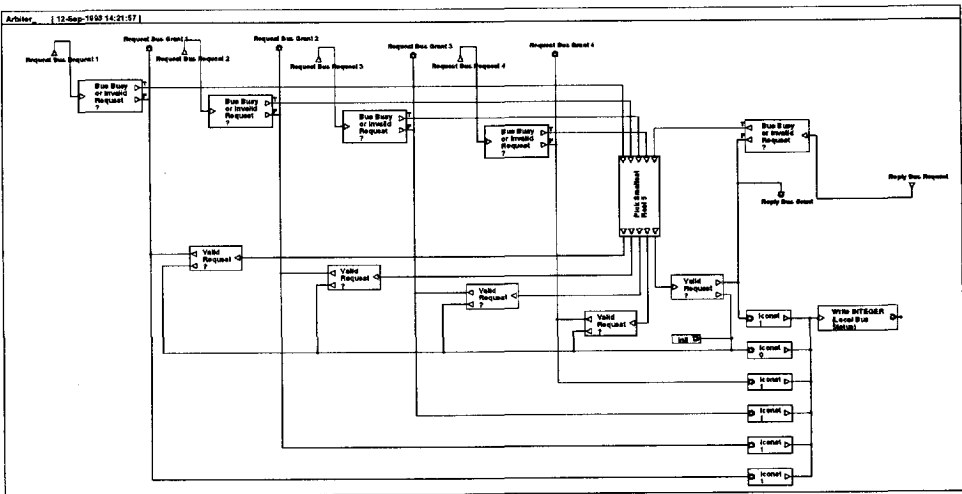 Arbiter_ [ 12-Sep-1993 14:21:57 ]
Request Bus Grant 1
Request Bus Grant 2
Request Bus Grant 3
Request Bus Grant 4
Request Bus Request 1
Request Bus Request 2
Request Bus Request 3
Request Bus Request 4
Bus Busy
or Invalid
Request
?
T
F
Bus Busy
or Invalid
Request
?
T
F
Bus Busy
or Invalid
Request
?
T
F
Bus Busy
or Invalid
Request
?
T
F
Bus Busy
or Invalid
Request
?
T
F
Pick Smallest
Real 5
Reply Bus Request
Reply Bus Grant
Valid
Request
?
Valid
Request
?
Valid
Request
?
Valid
Request
?
Valid
Request
?
Init
Iconst
1
Write INTEGER
(Local Bus
Status)
Iconst
0
Iconst
1
Iconst
1
Iconst
1
Iconst
1